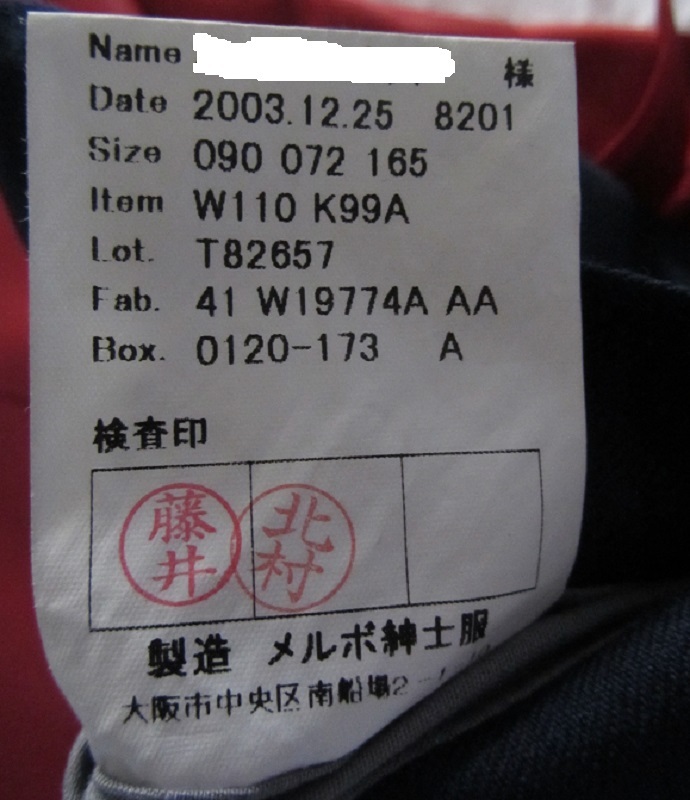 Name 様
Date 2003.12.25 8201
Size 090 072 165
Item W110 K99A
Lot. T82657
Fab. 41 W19774A AA
Box. 0120-173 A
検査印
藤井 北村
製造 メルボ紳士服
大阪市中央区南船場2-